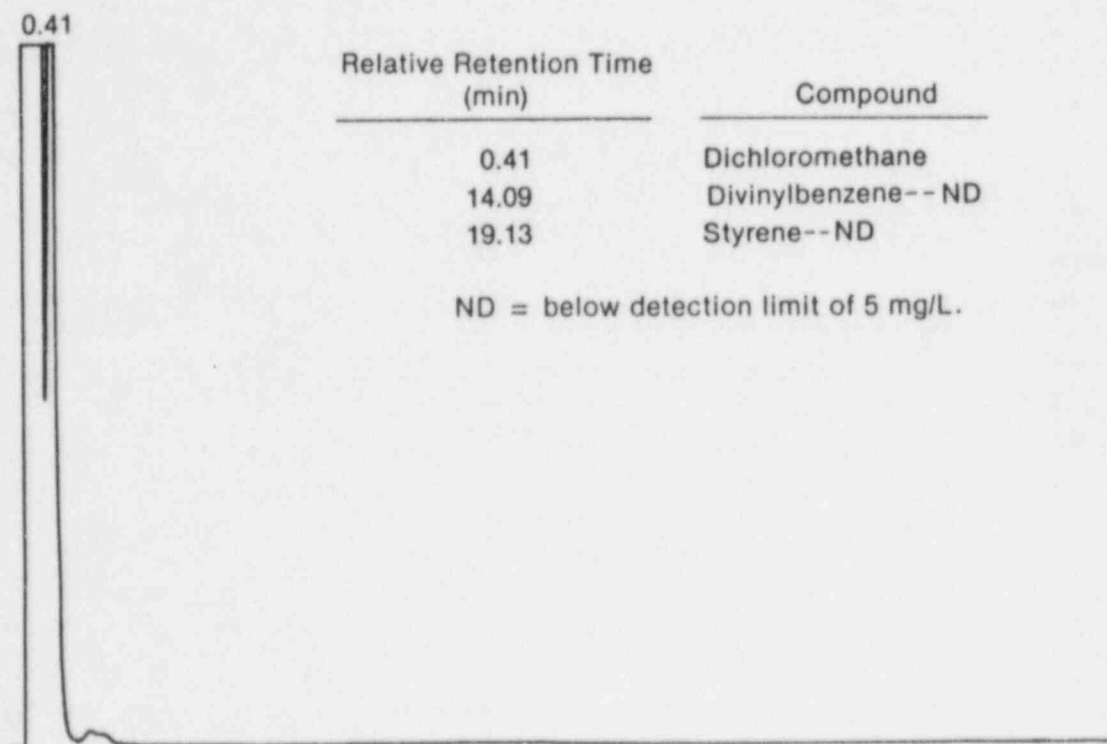 0.41
Relative Retention Time
(min)
Compound
0.41 Dichloromethane
14.09 Divinylbenzene--ND
19.13 Styrene--ND
ND = below detection limit of 5 mg/L.